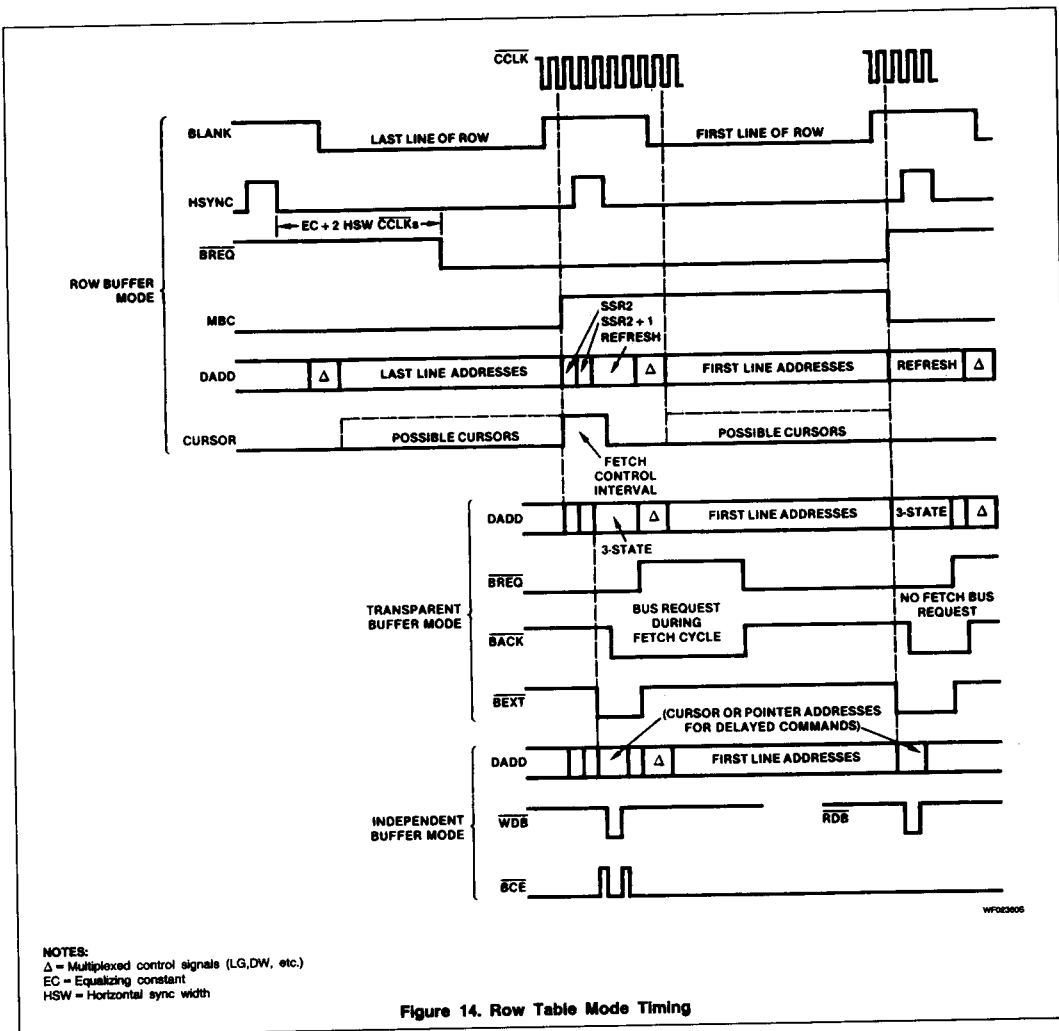 CCLK
BLANK
LAST LINE OF ROW
FIRST LINE OF ROW
HSYNC
EC + 2 HSW CCLKs
BREQ
ROW BUFFER
MODE
MBC
SSR2
SSR2 + 1
REFRESH
DADD
Δ
LAST LINE ADDRESSES
Δ
FIRST LINE ADDRESSES
REFRESH
Δ
CURSOR
POSSIBLE CURSORS
POSSIBLE CURSORS
FETCH
CONTROL
INTERVAL
DADD
Δ
FIRST LINE ADDRESSES
3-STATE
Δ
3-STATE
BREQ
TRANSPARENT
BUFFER MODE
BUS REQUEST
DURING
FETCH CYCLE
NO FETCH BUS
REQUEST
BACK
BEXT
(CURSOR OR POINTER ADDRESSES
FOR DELAYED COMMANDS)
DADD
Δ
FIRST LINE ADDRESSES
INDEPENDENT
BUFFER MODE
WDB
RDB
BCE
WF02360S
NOTES:
Δ = Multiplexed control signals (LG,DW, etc.)
EC = Equalizing constant
HSW = Horizontal sync width
Figure 14. Row Table Mode Timing